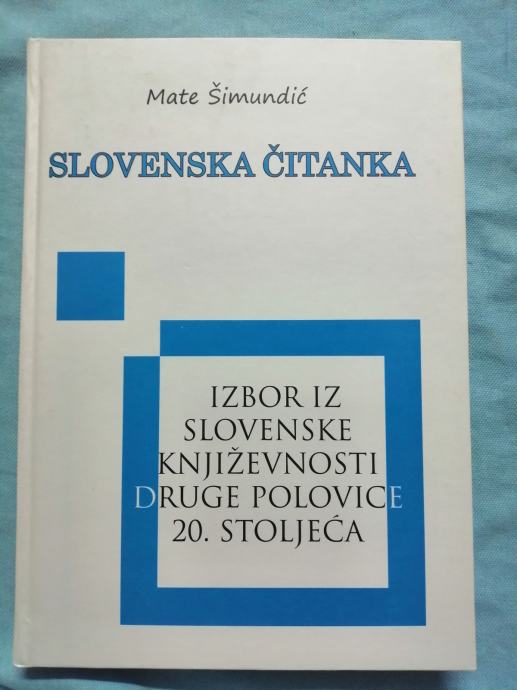 Mate Šimundić
SLOVENSKA ČITANKA
IZBOR IZ
SLOVENSKE
KNJIŽEVNOSTI
DRUGE POLOVICE
20. STOLJEĆA